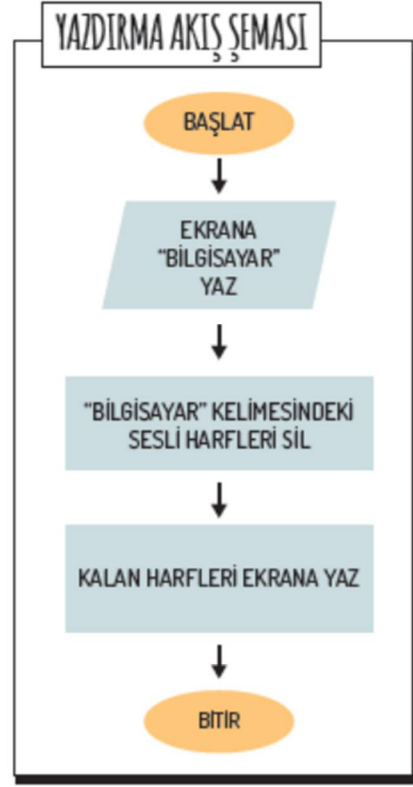 YAZDIRMA AKIŞ ŞEMASI
BAŞLAT
EKRANA
“BİLGİSAYAR”
YAZ
“BİLGİSAYAR” KELİMESİNDEKİ
SESLİ HARFLERİ SİL
KALAN HARFLERİ EKRANA YAZ
BİTİR